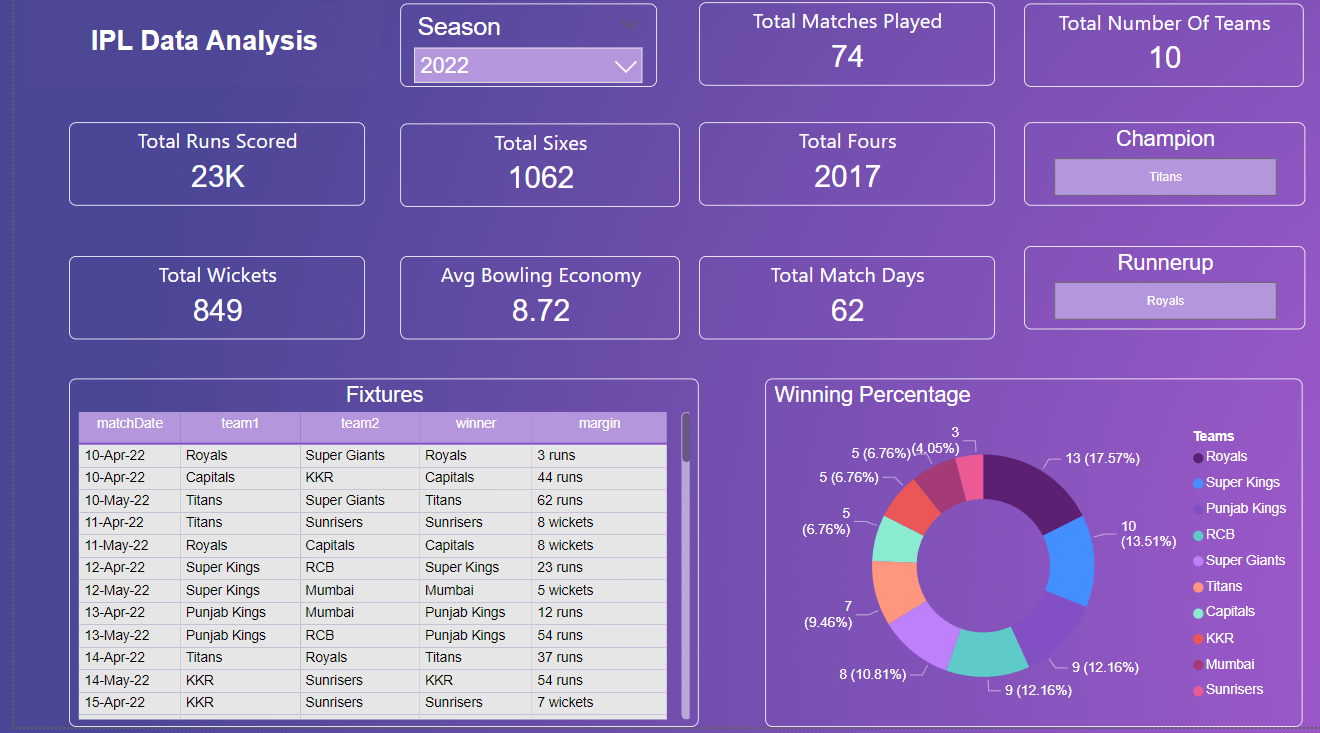 IPL Data Analysis
Season
2022
Total Matches Played
74
Total Number Of Teams
10
Total Runs Scored
23K
Total Sixes
1062
Total Fours
2017
Champion
Titans
Total Wickets
849
Avg Bowling Economy
8.72
Total Match Days
62
Runnerup
Royals
Fixtures
matchDate team1 team2 winner margin
10-Apr-22 Royals Super Giants Royals 3 runs
10-Apr-22 Capitals KKR Capitals 44 runs
10-May-22 Titans Super Giants Titans 62 runs
11-Apr-22 Titans Sunrisers Sunrisers 8 wickets
11-May-22 Royals Capitals Capitals 8 wickets
12-Apr-22 Super Kings RCB Super Kings 23 runs
12-May-22 Super Kings Mumbai Mumbai 5 wickets
13-Apr-22 Punjab Kings Mumbai Punjab Kings 12 runs
13-May-22 Punjab Kings RCB Punjab Kings 54 runs
14-Apr-22 Titans Royals Titans 37 runs
14-May-22 KKR Sunrisers KKR 54 runs
15-Apr-22 KKR Sunrisers Sunrisers 7 wickets
Winning Percentage
3
(4.05%)
5 (6.76%)
5 (6.76%)
5
(6.76%)
7
(9.46%)
8 (10.81%)
9 (12.16%)
9 (12.16%)
10
(13.51%)
13 (17.57%)
Teams
Royals
Super Kings
Punjab Kings
RCB
Super Giants
Titans
Capitals
KKR
Mumbai
Sunrisers